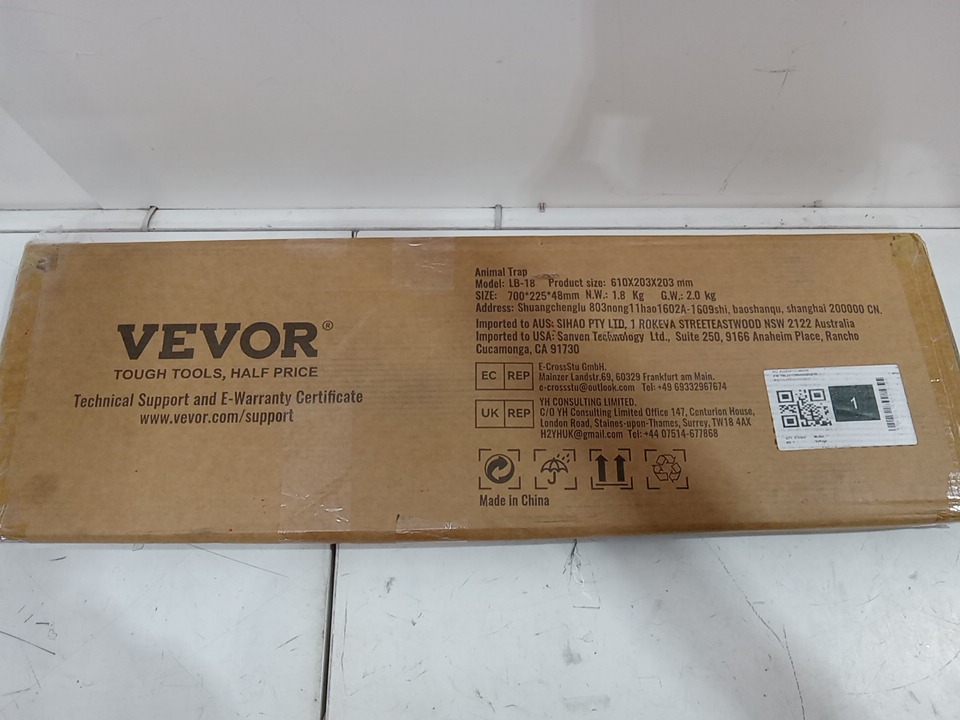 VEVOR®
TOUGH TOOLS, HALF PRICE
Technical Support and E-Warranty Certificate
www.vevor.com/support
Animal Trap
Model: LB-18 Product size: 610X203X203 mm
SIZE: 700*225*48mm N.W.: 1.8 Kg G.W.: 2.0 kg
Address: Shuangchenglu 803nong11hao1602A-1609shi, baoshanqu, shanghai 200000 CN.
Imported to AUS: SIHAO PTY LTD, 1 ROKEVA STREETEASTWOOD NSW 2122 Australia
Imported to USA: Sanven Technology Ltd., Suite 250, 9166 Anaheim Place, Rancho
Cucamonga, CA 91730
EC REP
E-CrossStu GmbH.
Mainzer Landstr.69, 60329 Frankfurt am Main.
e-crossstu@outlook.com Tel: +49 69332967674
UK REP
YH CONSULTING LIMITED.
C/O YH Consulting Limited Office 147, Centurion House,
London Road, Staines-upon-Thames, Surrey, TW18 4AX
H2YHUK@gmail.com Tel: +44 07514-677868
Made in China
1